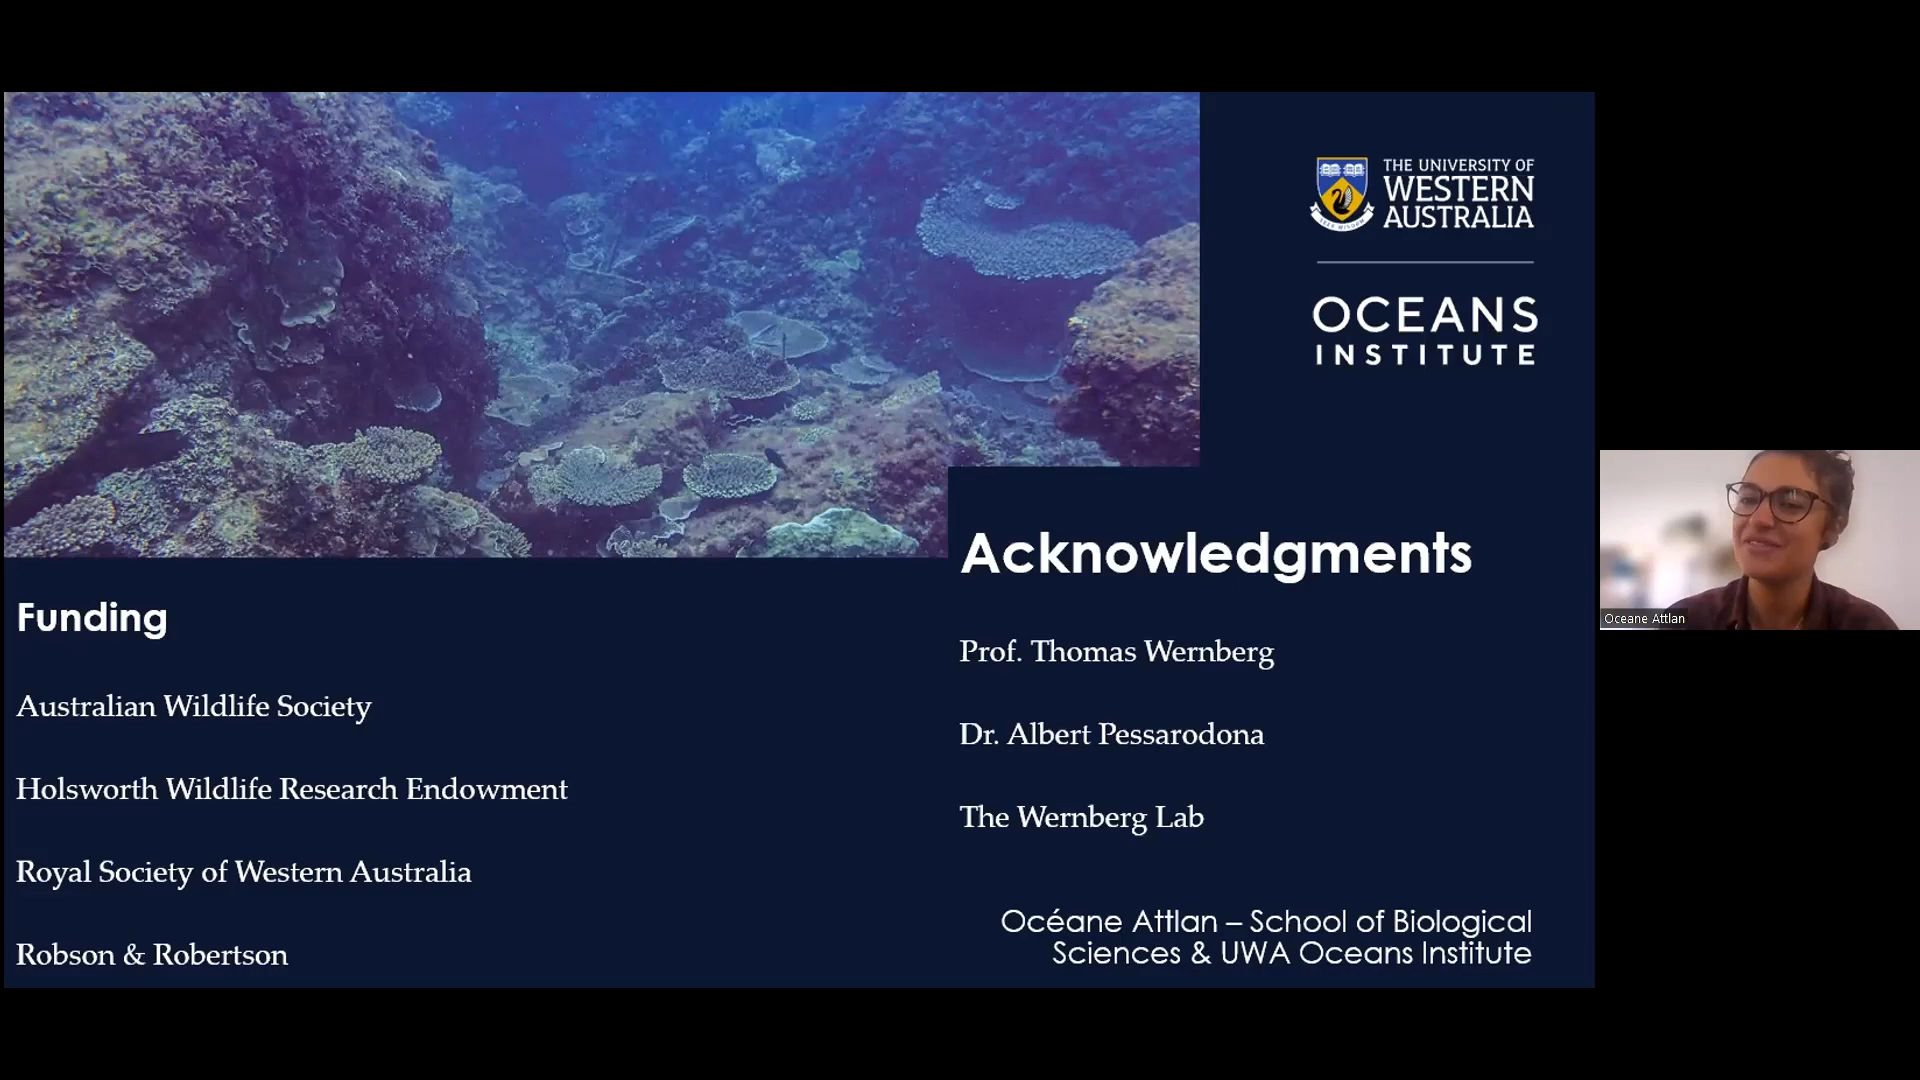 THE UNIVERSITY OF
WESTERN
AUSTRALIA
OCEANS
INSTITUTE
Acknowledgments
Prof. Thomas Wernberg
Dr. Albert Pessarodona
The Wernberg Lab
Océane Attlan – School of Biological
Sciences & UWA Oceans Institute
Funding
Australian Wildlife Society
Holsworth Wildlife Research Endowment
Royal Society of Western Australia
Robson & Robertson
Oceane Attlan